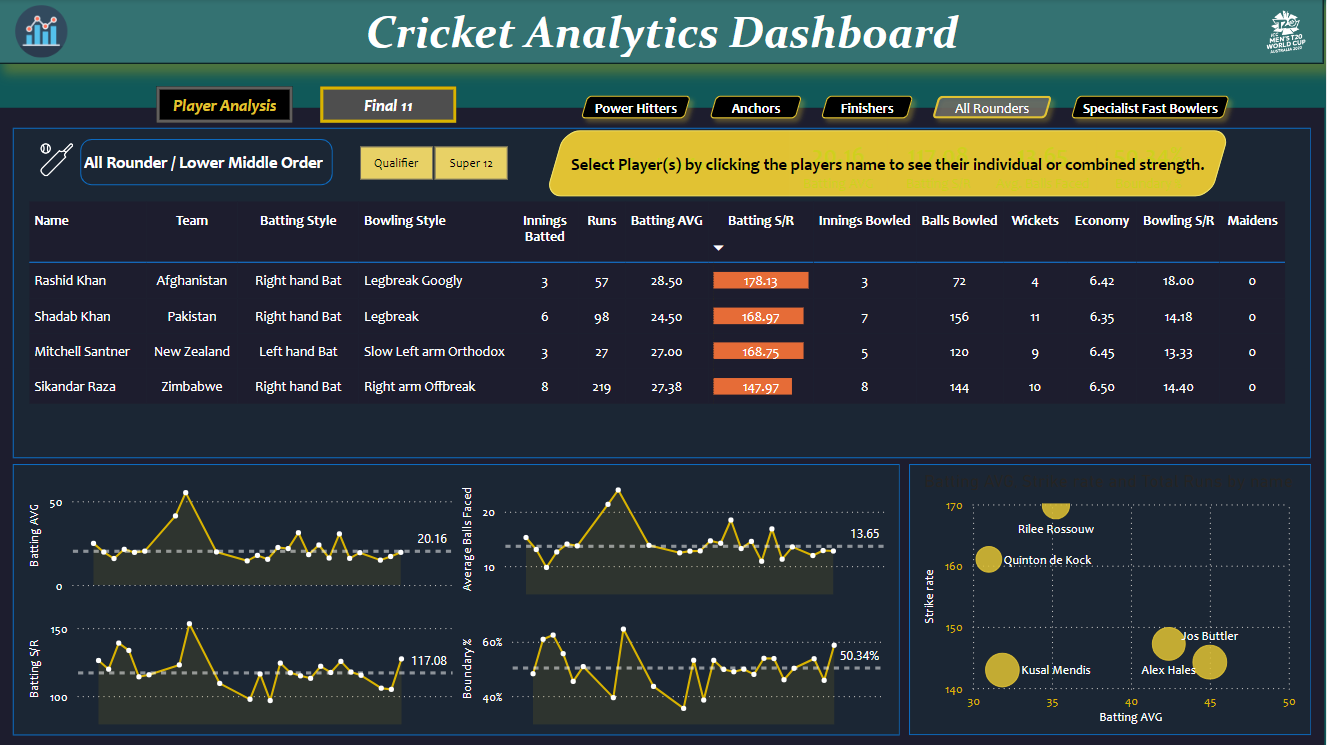 Cricket Analytics Dashboard
T20
ICC
MEN'S T20
WORLD CUP
Player Analysis
Final 11
Power Hitters
Anchors
Finishers
All Rounders
Specialist Fast Bowlers
All Rounder / Lower Middle Order
Qualifier
Super 12
Select Player(s) by clicking the players name to see their individual or combined strength.
Name Team Batting Style Bowling Style Innings Batted Runs Batting AVG Batting S/R Innings Bowled Balls Bowled Wickets Economy Bowling S/R Maidens
Rashid Khan Afghanistan Right hand Bat Legbreak Googly 3 57 28.50 178.13 3 72 4 6.42 18.00 0
Shadab Khan Pakistan Right hand Bat Legbreak 6 98 24.50 168.97 7 156 11 6.35 14.18 0
Mitchell Santner New Zealand Left hand Bat Slow Left arm Orthodox 3 27 27.00 168.75 5 120 9 6.45 13.33 0
Sikandar Raza Zimbabwe Right hand Bat Right arm Offbreak 8 219 27.38 147.97 8 144 10 6.50 14.40 0
Batting AVG
50
0
20.16
Average Balls Faced
20
10
13.65
Batting S/R
150
100
117.08
Boundary %
60%
40%
50.34%
Strike rate
170
160
150
140
Rilee Rossouw
Quinton de Kock
Jos Buttler
Kusal Mendis
Alex Hales
30 35 40 45 50
Batting AVG